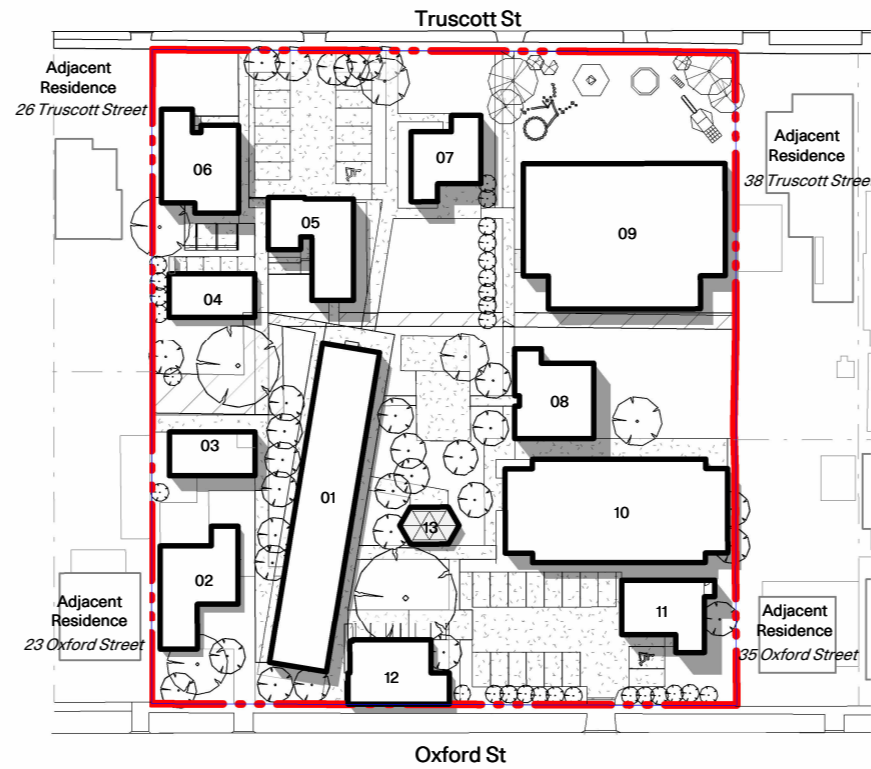 Truscott St
Adjacent
Residence
26 Truscott Street
Adjacent
Residence
38 Truscott Street
06
07
05
09
04
08
03
01
10
13
02
11
12
Adjacent
Residence
23 Oxford Street
Adjacent
Residence
35 Oxford Street
Oxford St